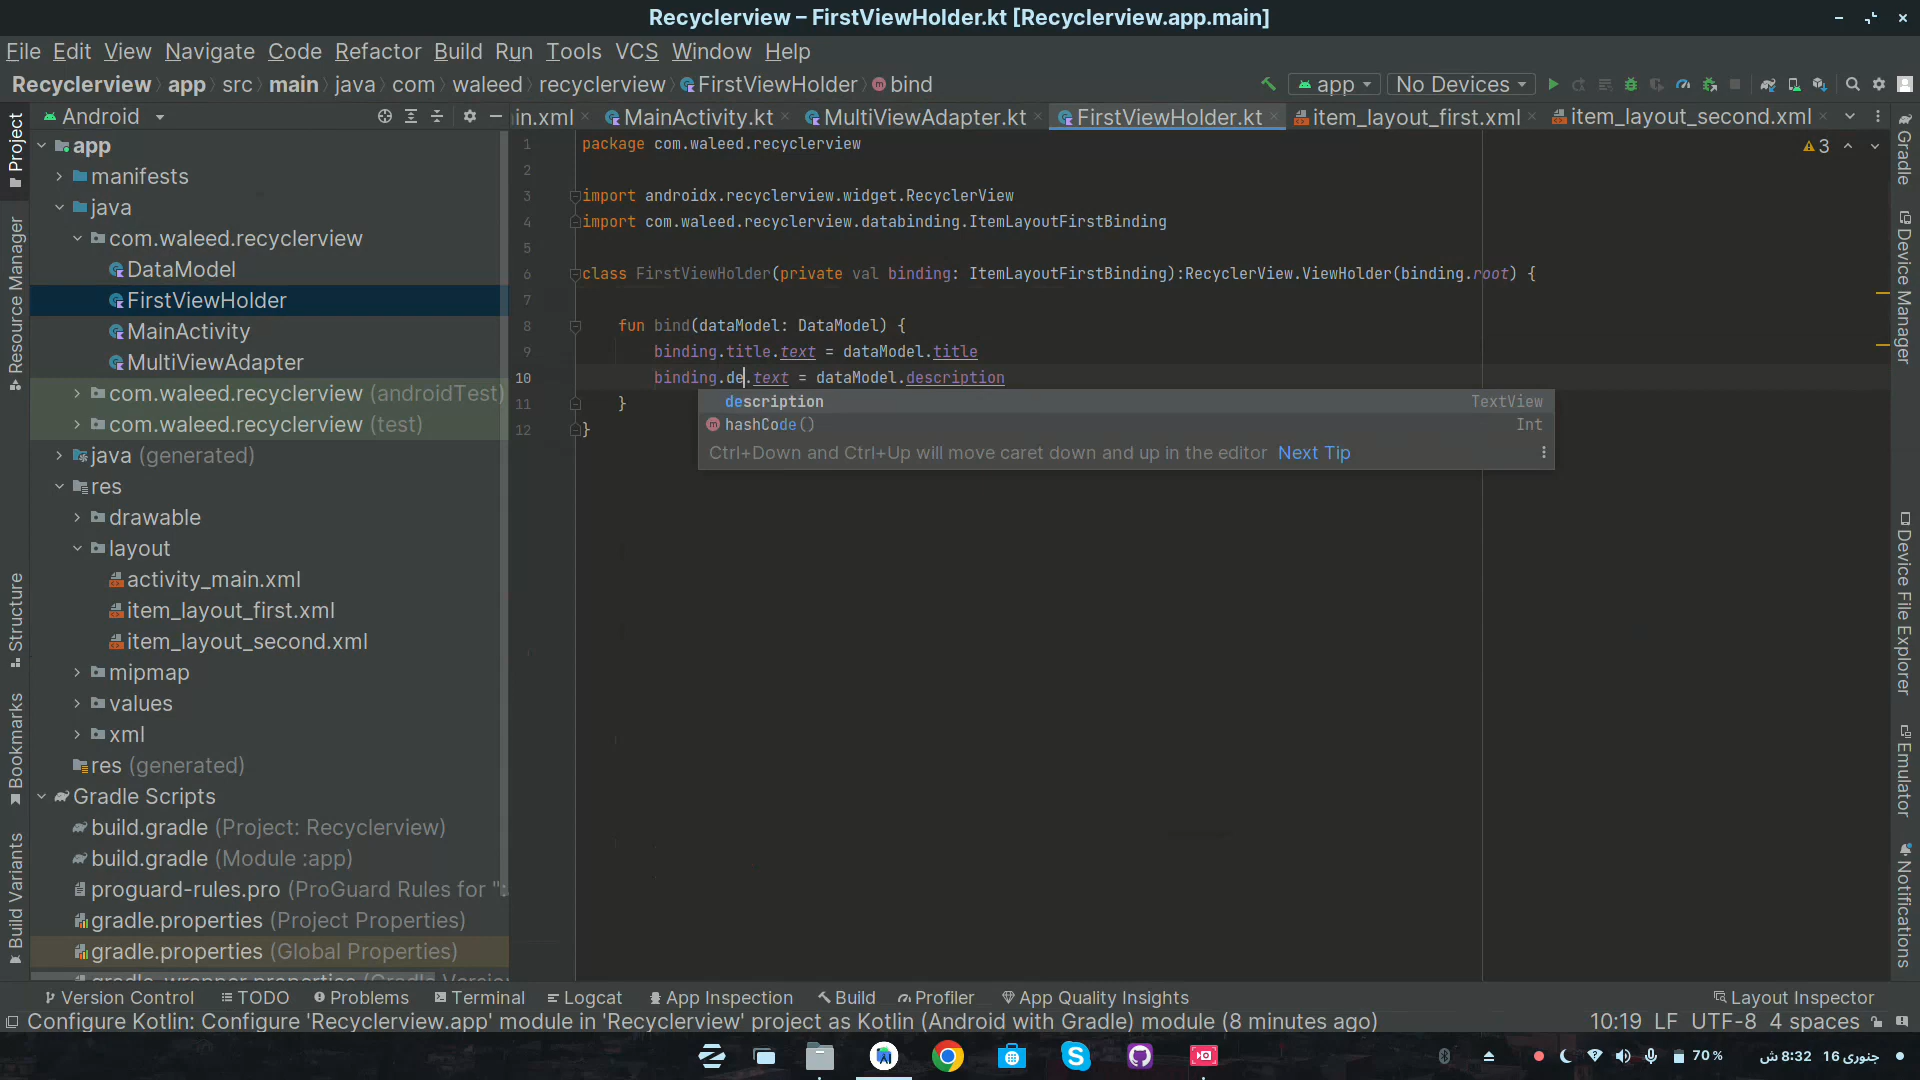 Recyclerview – FirstViewHolder.kt [Recyclerview.app.main]
File Edit View Navigate Code Refactor Build Run Tools VCS Window Help
Recyclerview app src main java com waleed recyclerview FirstViewHolder bind
app No Devices
Android
in.xml MainActivity.kt MultiViewAdapter.kt FirstViewHolder.kt item_layout_first.xml item_layout_second.xml
Project
Resource Manager
Structure
Bookmarks
Build Variants
app
manifests
java
com.waleed.recyclerview
DataModel
FirstViewHolder
MainActivity
MultiViewAdapter
com.waleed.recyclerview (androidTest)
com.waleed.recyclerview (test)
java (generated)
res
drawable
layout
activity_main.xml
item_layout_first.xml
item_layout_second.xml
mipmap
values
xml
res (generated)
Gradle Scripts
build.gradle (Project: Recyclerview)
build.gradle (Module :app)
proguard-rules.pro (ProGuard Rules for ":
gradle.properties (Project Properties)
gradle.properties (Global Properties)
3
1 package com.waleed.recyclerview
2
3 import androidx.recyclerview.widget.RecyclerView
4 import com.waleed.recyclerview.databinding.ItemLayoutFirstBinding
5
6 class FirstViewHolder(private val binding: ItemLayoutFirstBinding):RecyclerView.ViewHolder(binding.root) {
7
8 fun bind(dataModel: DataModel) {
9 binding.title.text = dataModel.title
10 binding.de.text = dataModel.description
11 }
12 }
description TextView
m hashCode() Int
Ctrl+Down and Ctrl+Up will move caret down and up in the editor Next Tip
Gradle
Device Manager
Device File Explorer
Emulator
Notifications
Version Control TODO Problems Terminal Logcat App Inspection Build Profiler App Quality Insights Layout Inspector
Configure Kotlin: Configure 'Recyclerview.app' module in 'Recyclerview' project as Kotlin (Android with Gradle) module (8 minutes ago) 10:19 LF UTF-8 4 spaces
70 % جنوری 16 8:32 ش